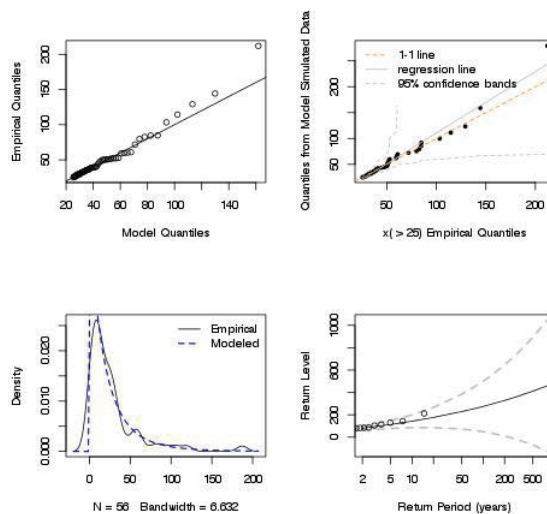 200
150
100
50
Empirical Quantiles
20 40 60 80 100 140
Model Quantiles
1-1 line
regression line
95% confidence bands
250
150
100
50
Quantiles from Model Simulated Data
50 100 150 200
x( > 25) Empirical Quantiles
Empirical
Modeled
0.020
0.010
0.000
Density
0 50 100 150 200
N = 56 Bandwidth = 6.632
1000
600
200
0
Return Level
2 5 10 50 200 500
Return Period (years)